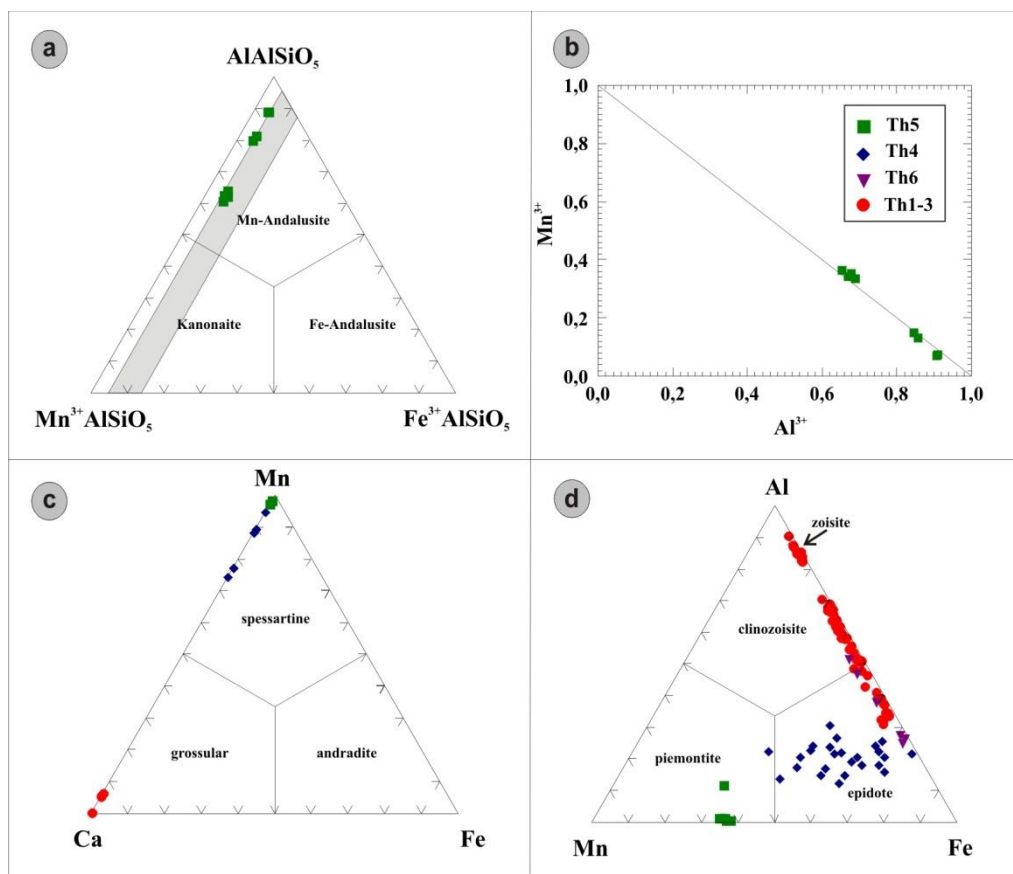 a
AlAlSiO₅
Mn-Andalusite
Kanonaite
Fe-Andalusite
Mn³⁺AlSiO₅
Fe³⁺AlSiO₅
b
1,0
0,8
0,6
0,4
0,2
0,0
Mn³⁺
0,0 0,2 0,4 0,6 0,8 1,0
Al³⁺
Th5
Th4
Th6
Th1-3
c
Mn
spessartine
grossular
andradite
Ca
Fe
d
Al
zoisite
clinozoisite
piemontite
epidote
Mn
Fe